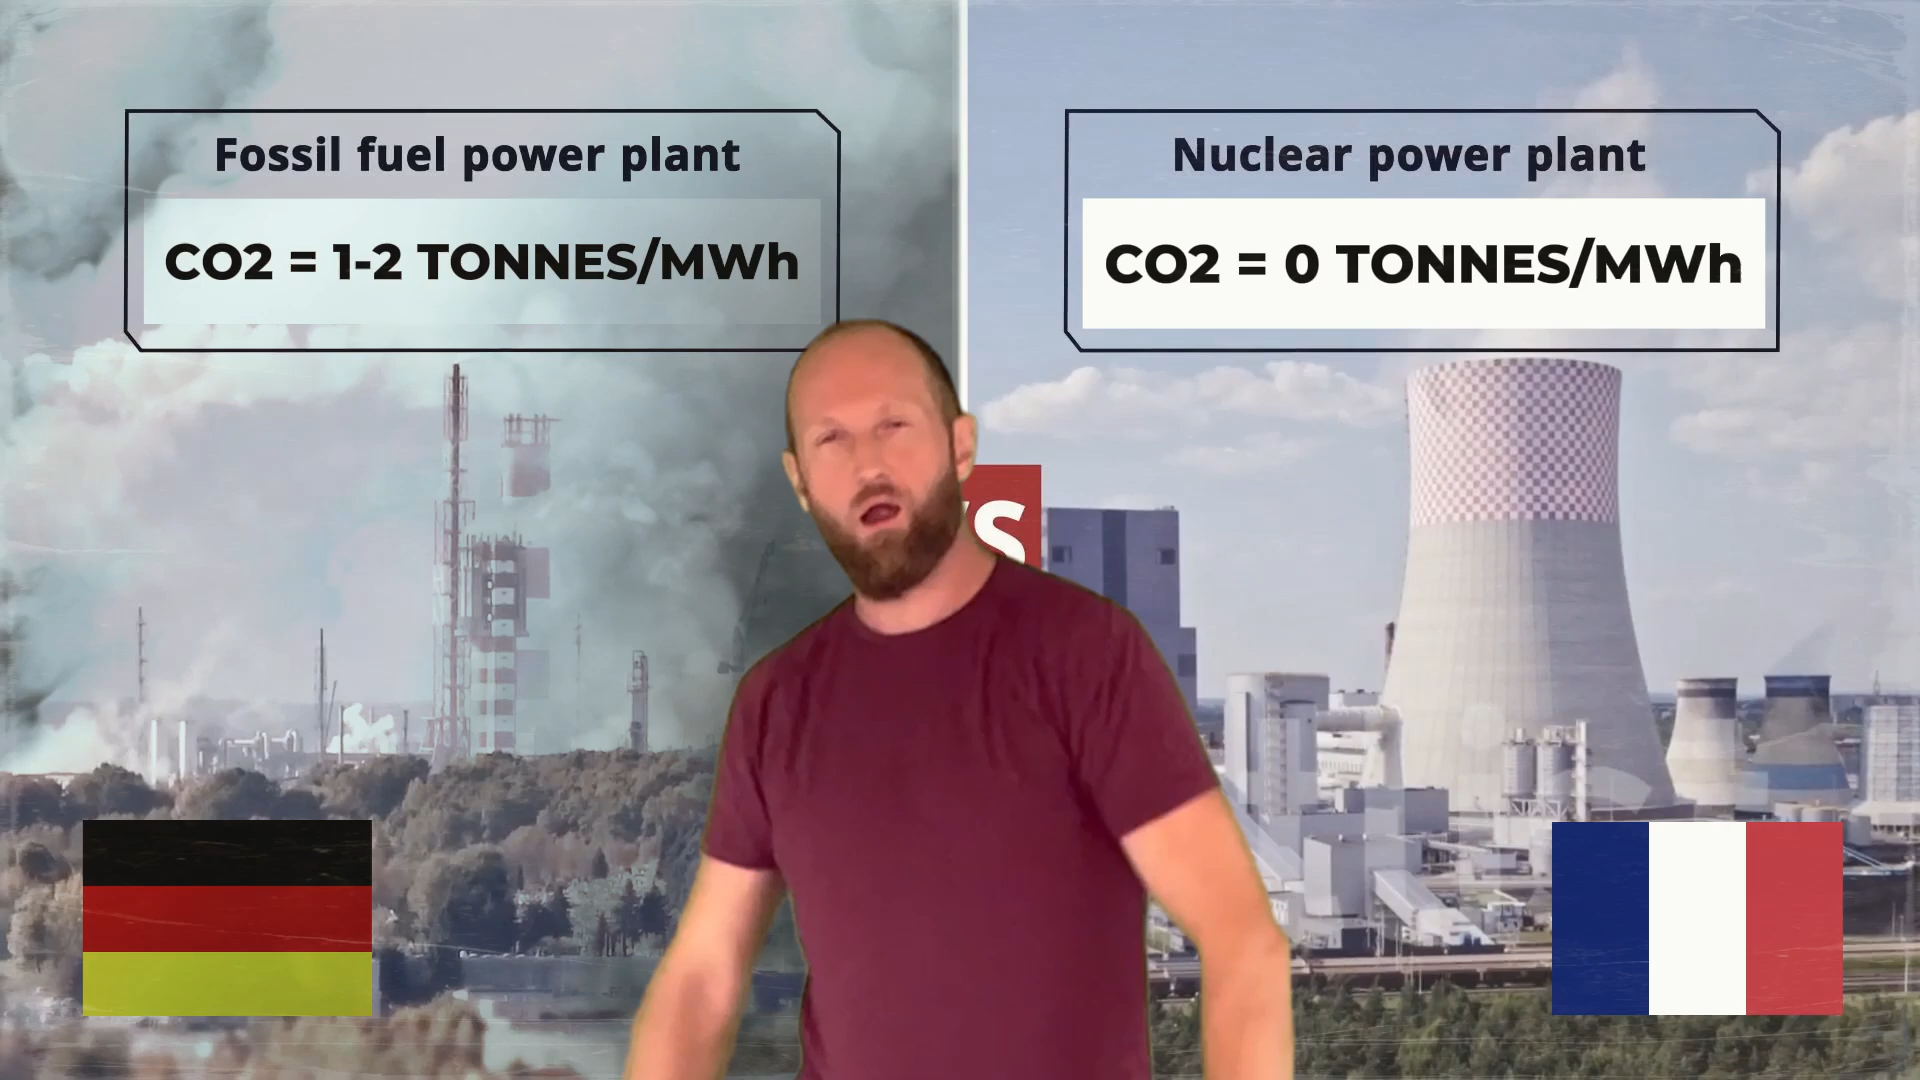 Fossil fuel power plant
CO2 = 1-2 TONNES/MWh
Nuclear power plant
CO2 = 0 TONNES/MWh